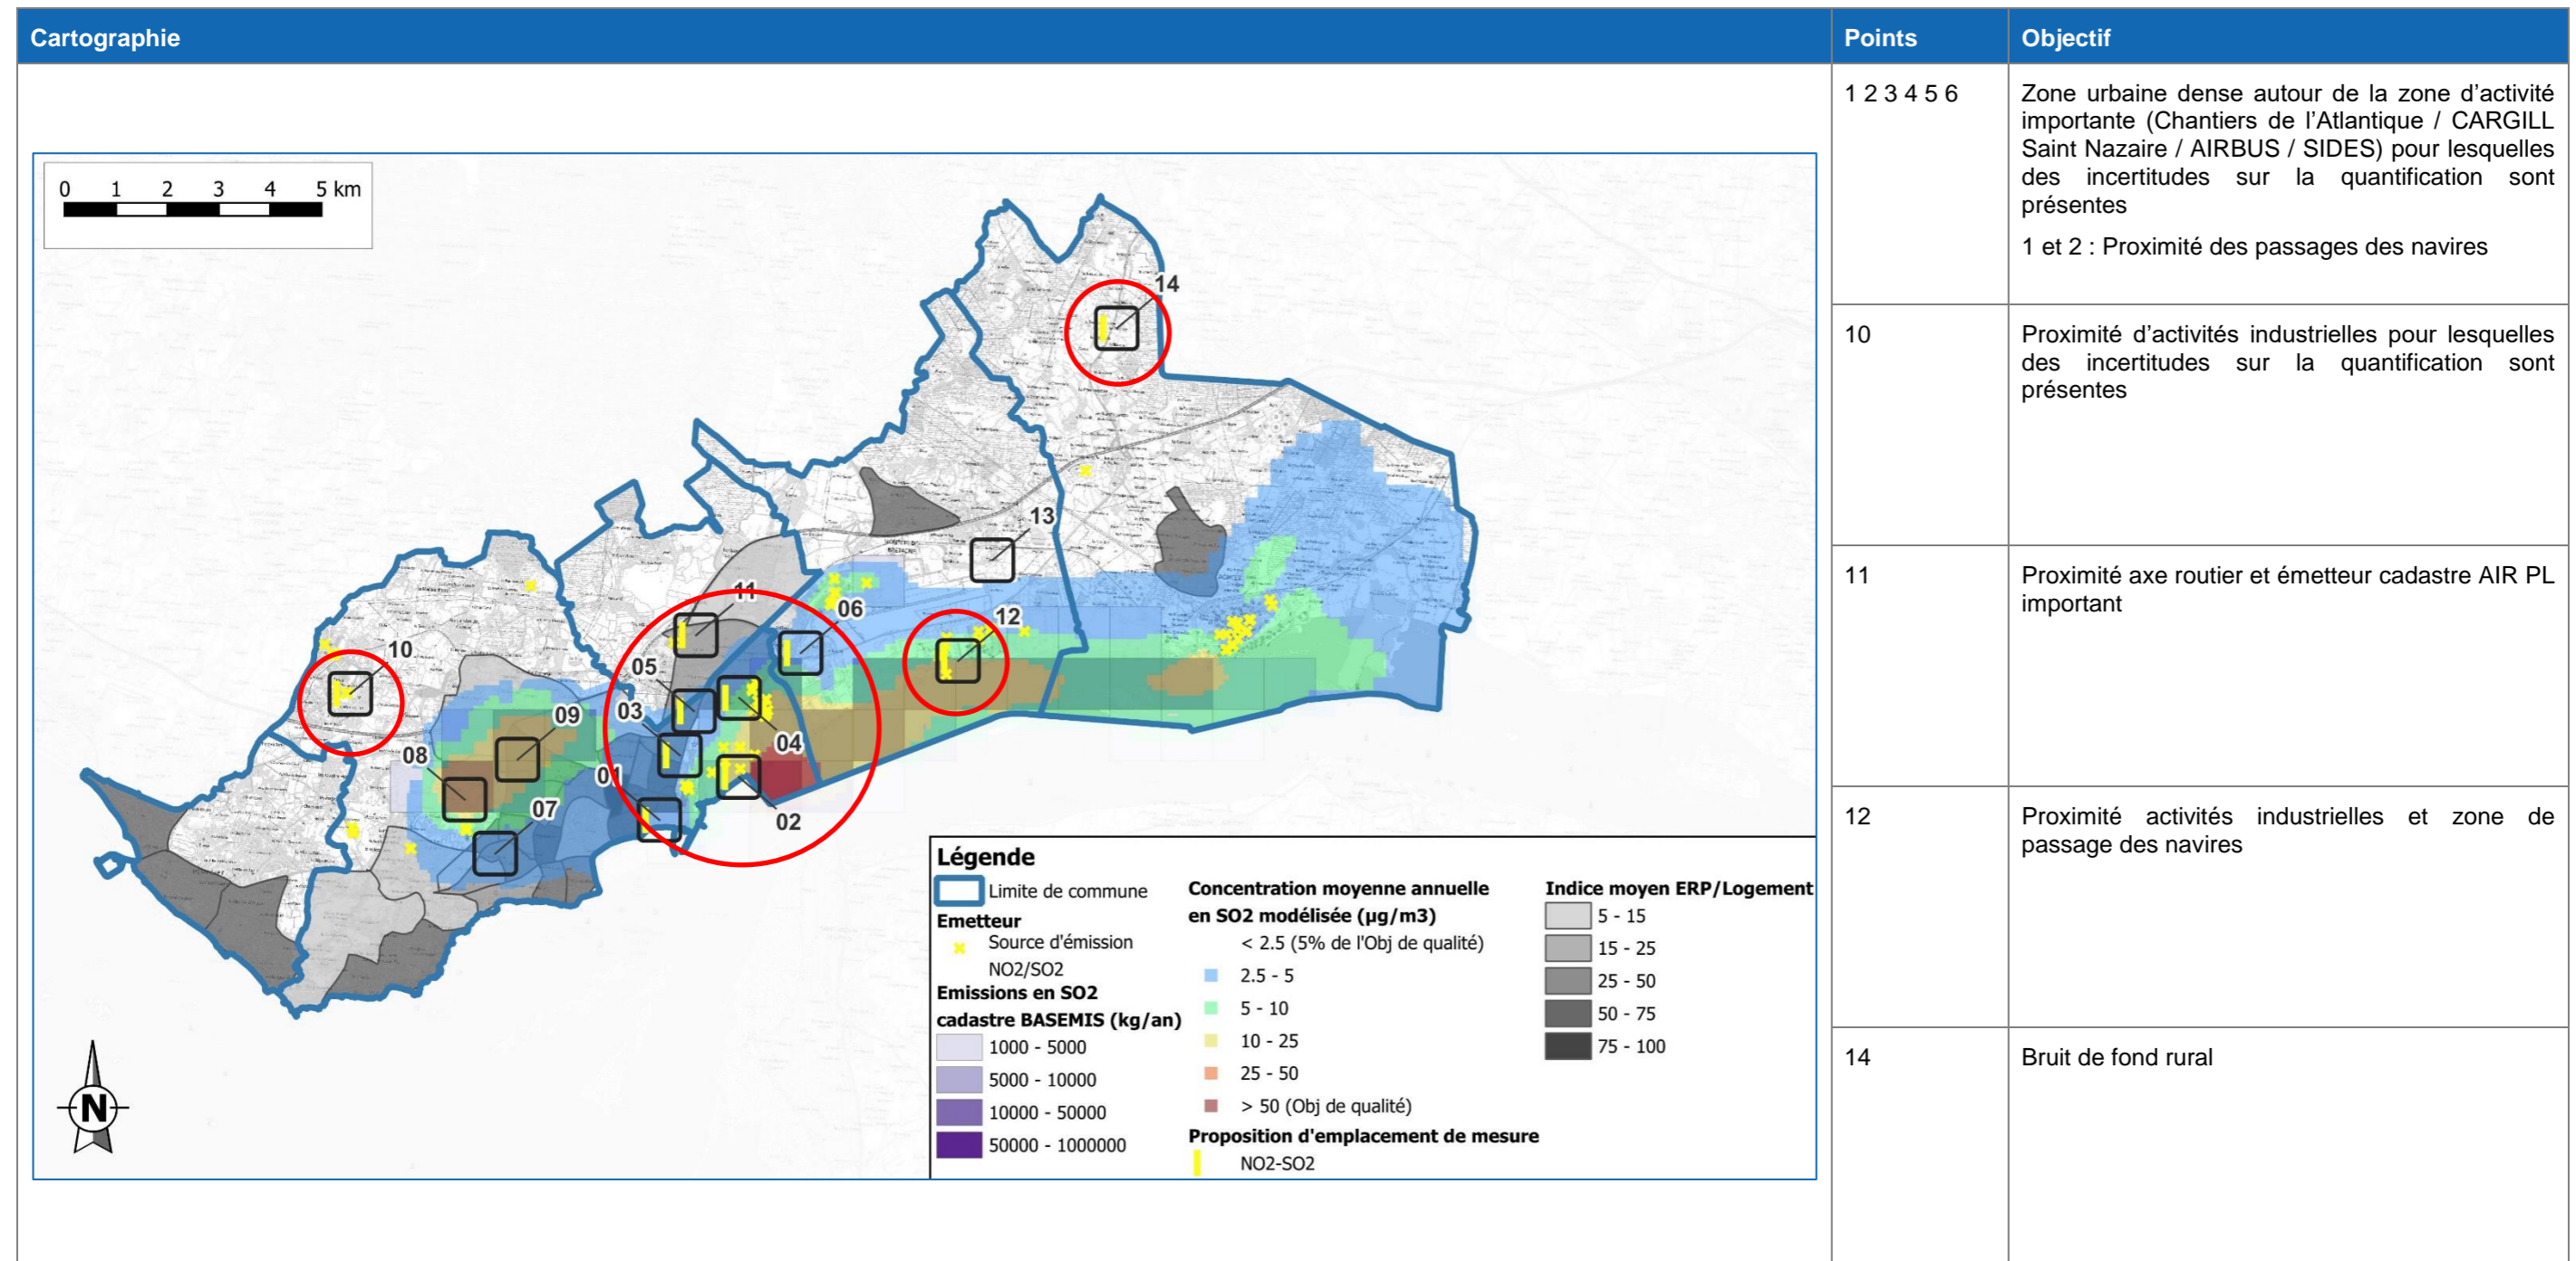 Cartographie
Points
Objectif
0 1 2 3 4 5 km
14
13
11
06
12
05
10
03
09
04
08
01
07
02
Légende
Limite de commune
Emetteur
Source d'émission
NO2/SO2
Emissions en SO2
cadastre BASEMIS (kg/an)
1000 - 5000
5000 - 10000
10000 - 50000
50000 - 1000000
Concentration moyenne annuelle
en SO2 modélisée (µg/m3)
< 2.5 (5% de l'Obj de qualité)
2.5 - 5
5 - 10
10 - 25
25 - 50
> 50 (Obj de qualité)
Proposition d'emplacement de mesure
NO2-SO2
Indice moyen ERP/Logement
5 - 15
15 - 25
25 - 50
50 - 75
75 - 100
N
1 2 3 4 5 6
Zone urbaine dense autour de la zone d’activité
importante (Chantiers de l’Atlantique / CARGILL
Saint Nazaire / AIRBUS / SIDES) pour lesquelles
des incertitudes sur la quantification sont
présentes
1 et 2 : Proximité des passages des navires
10
Proximité d’activités industrielles pour lesquelles
des incertitudes sur la quantification sont
présentes
11
Proximité axe routier et émetteur cadastre AIR PL
important
12
Proximité activités industrielles et zone de
passage des navires
14
Bruit de fond rural